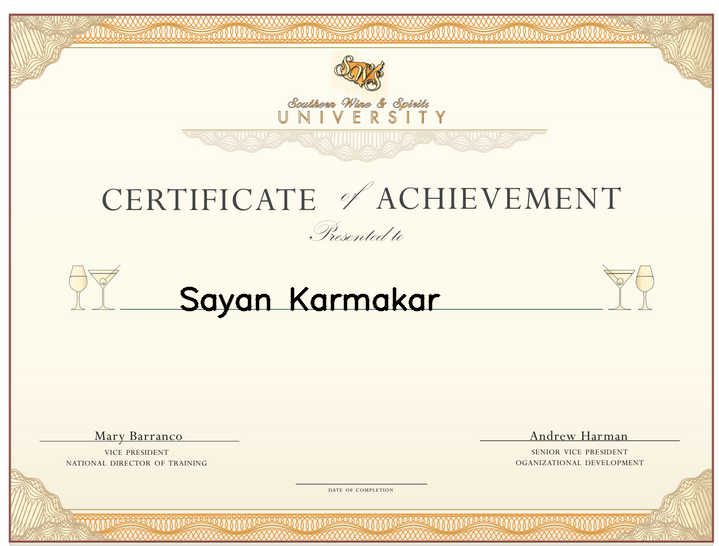 SWS
Southern Wine & Spirits
UNIVERSITY
CERTIFICATE of ACHIEVEMENT
Presented to
Sayan Karmakar
Mary Barranco
VICE PRESIDENT
NATIONAL DIRECTOR OF TRAINING
Andrew Harman
SENIOR VICE PRESIDENT
OGANIZATIONAL DEVELOPMENT
DATE OF COMPLETION